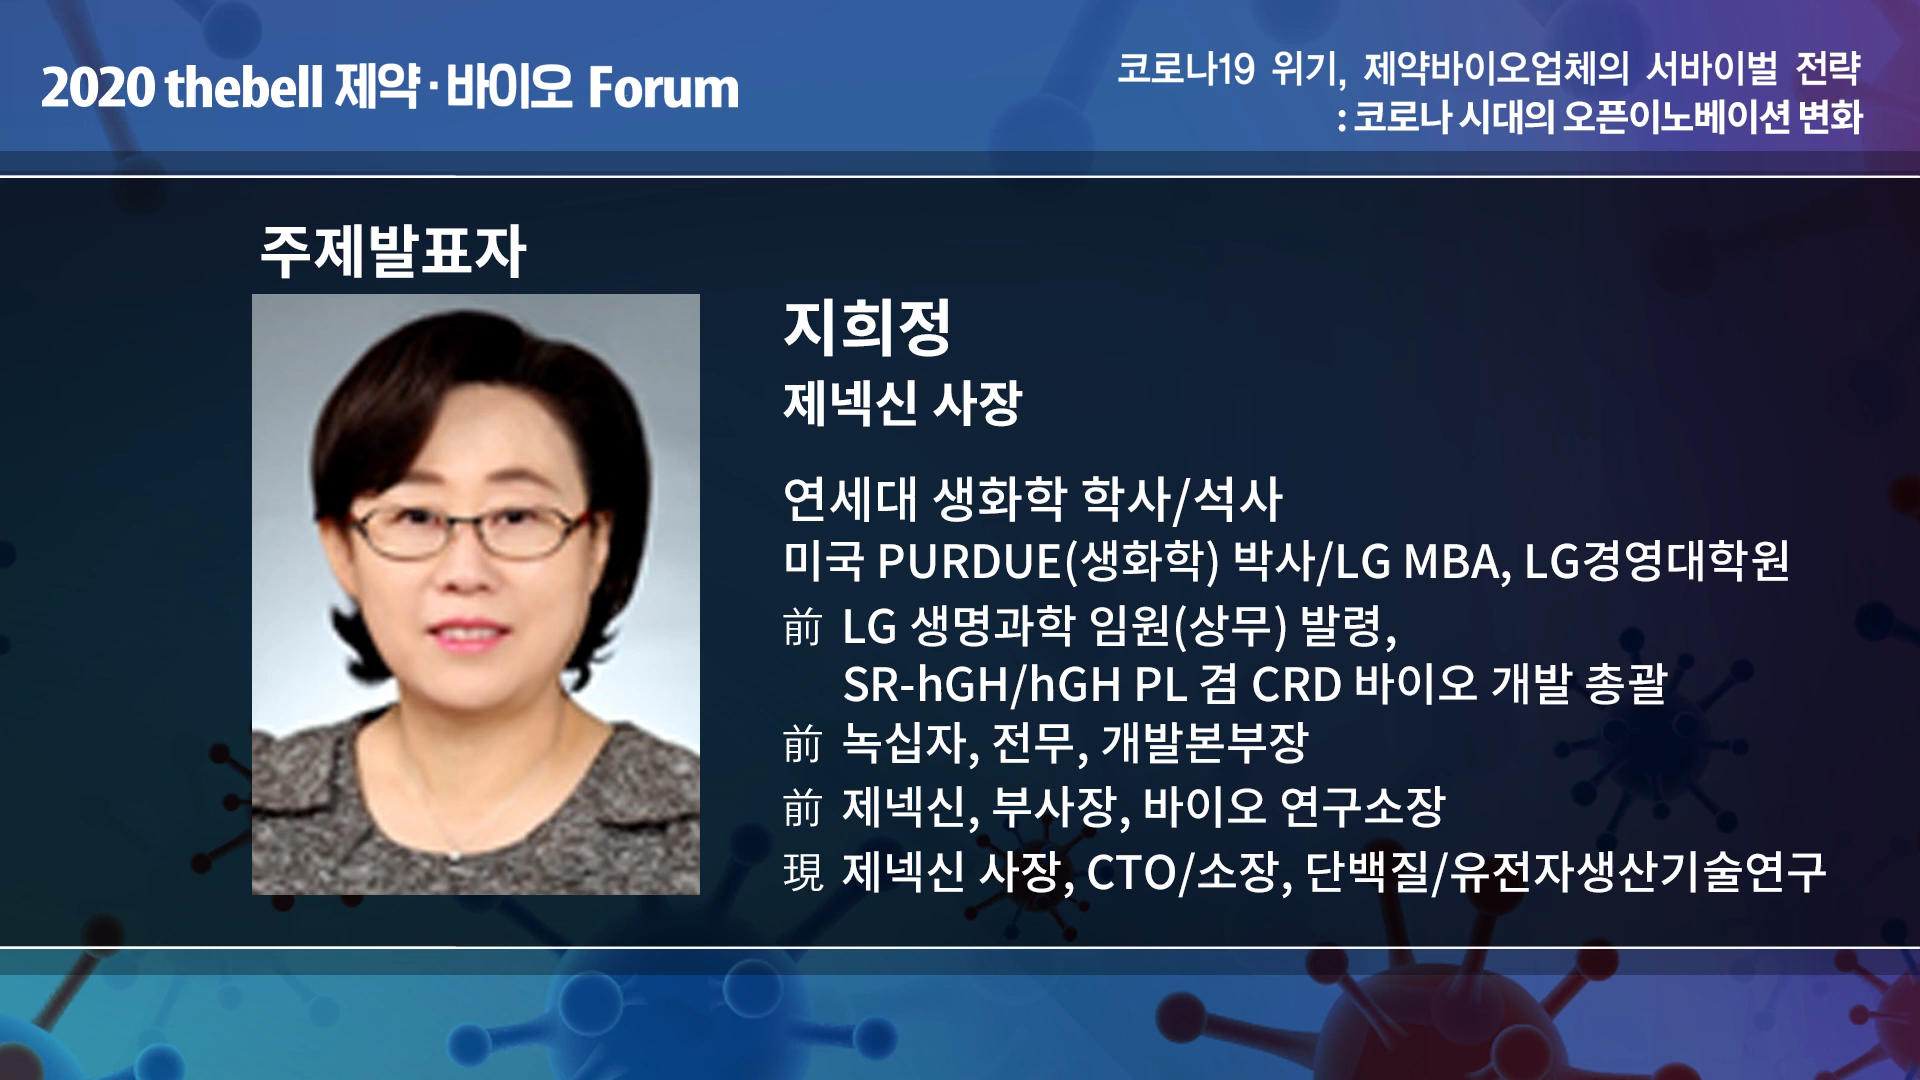 2020 thebell 제약·바이오 Forum
코로나19 위기, 제약바이오업체의 서바이벌 전략
: 코로나 시대의 오픈이노베이션 변화
주제발표자
지희정
제넥신 사장
연세대 생화학 학사/석사
미국 PURDUE(생화학) 박사/LG MBA, LG경영대학원
前 LG 생명과학 임원(상무) 발령,
SR-hGH/hGH PL 겸 CRD 바이오 개발 총괄
前 녹십자, 전무, 개발본부장
前 제넥신, 부사장, 바이오 연구소장
現 제넥신 사장, CTO/소장, 단백질/유전자생산기술연구